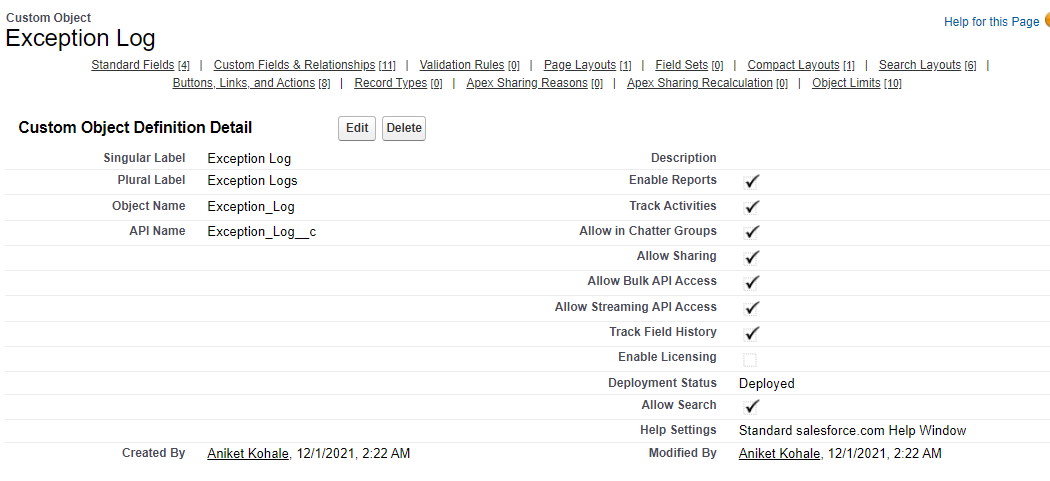 Custom Object
Exception Log
Help for this Page
Standard Fields [4] | Custom Fields & Relationships [11] | Validation Rules [0] | Page Layouts [1] | Field Sets [0] | Compact Layouts [1] | Search Layouts [6] |
Buttons, Links, and Actions [8] | Record Types [0] | Apex Sharing Reasons [0] | Apex Sharing Recalculation [0] | Object Limits [10]
Custom Object Definition Detail Edit Delete
Singular Label Exception Log Description
Plural Label Exception Logs Enable Reports
Object Name Exception_Log Track Activities
API Name Exception_Log__c Allow in Chatter Groups
Allow Sharing
Allow Bulk API Access
Allow Streaming API Access
Track Field History
Enable Licensing
Deployment Status Deployed
Allow Search
Help Settings Standard salesforce.com Help Window
Created By Aniket Kohale, 12/1/2021, 2:22 AM Modified By Aniket Kohale, 12/1/2021, 2:22 AM